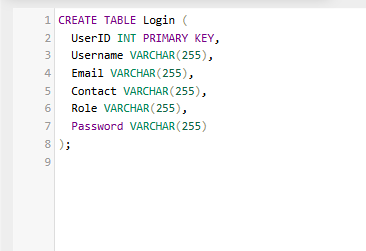 1 CREATE TABLE Login (
2 UserID INT PRIMARY KEY,
3 Username VARCHAR(255),
4 Email VARCHAR(255),
5 Contact VARCHAR(255),
6 Role VARCHAR(255),
7 Password VARCHAR(255)
8 );
9